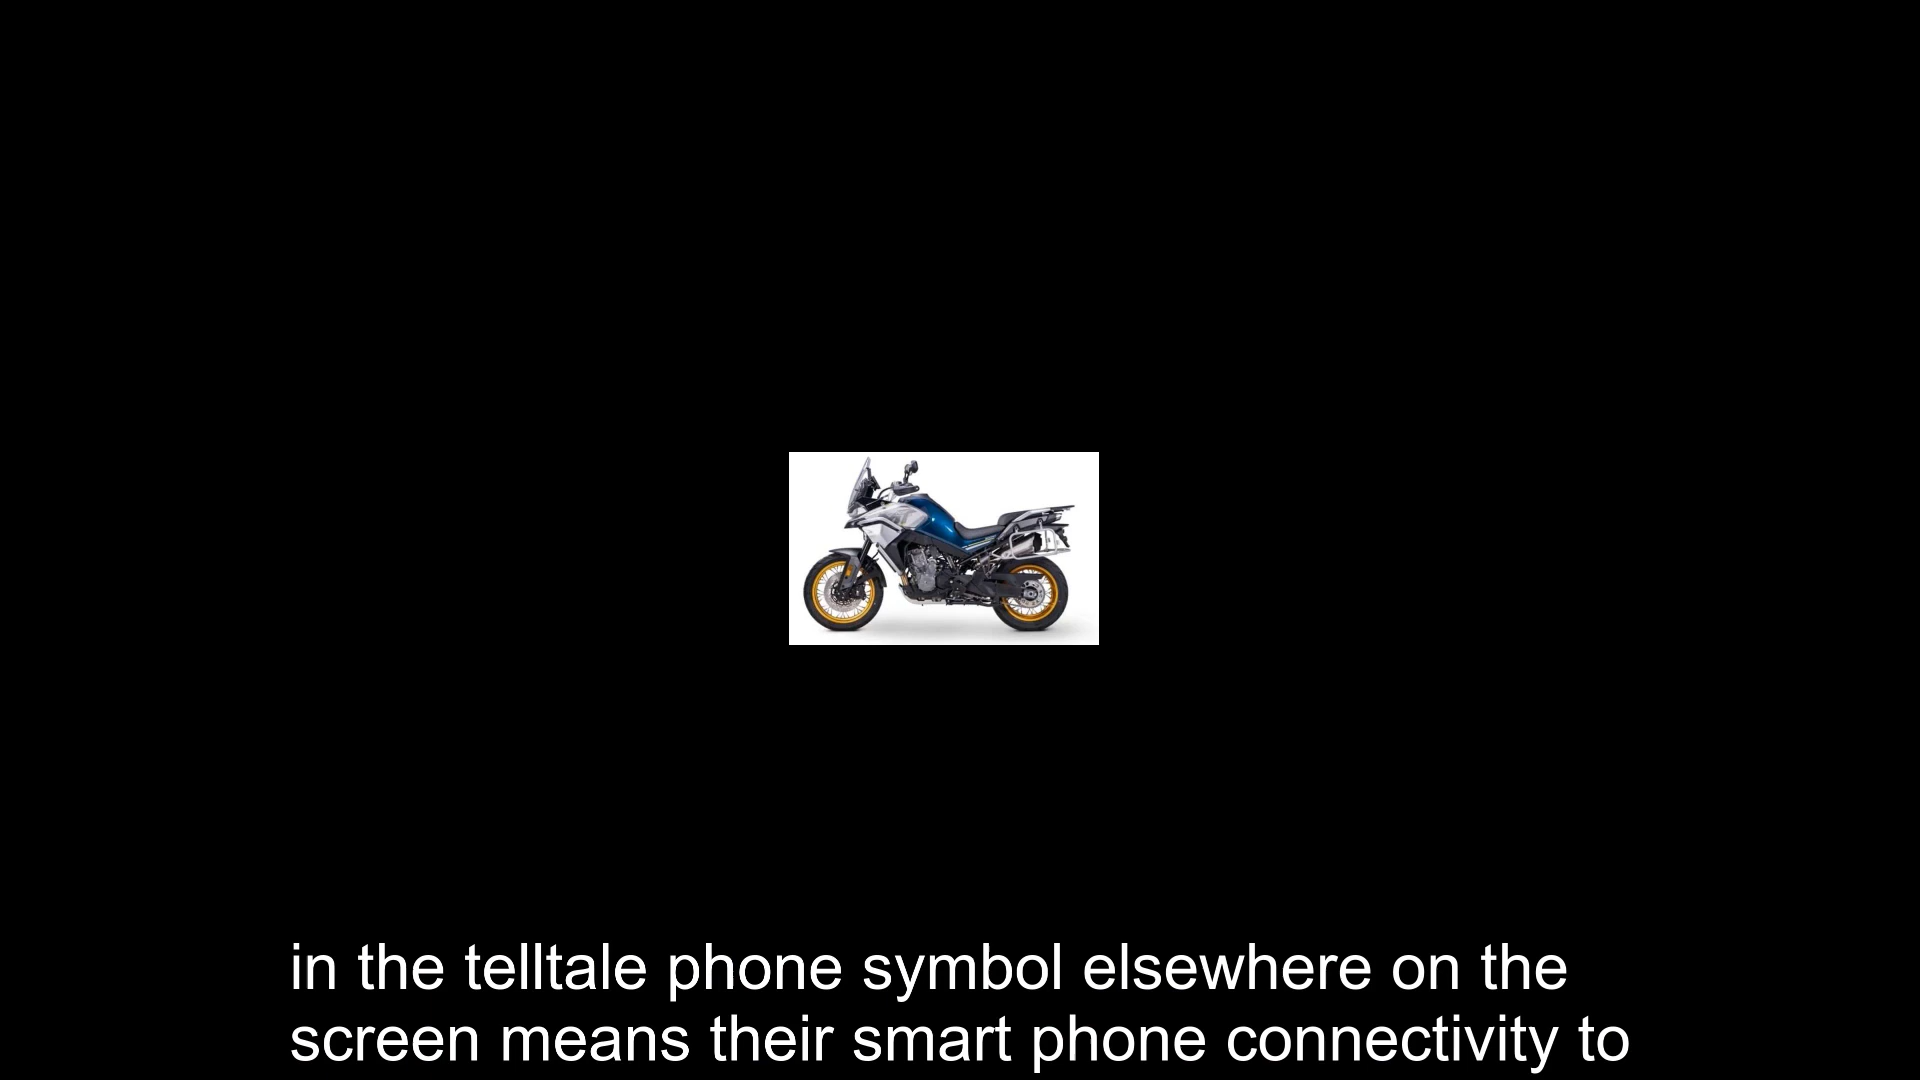 in the telltale phone symbol elsewhere on the
screen means their smart phone connectivity to